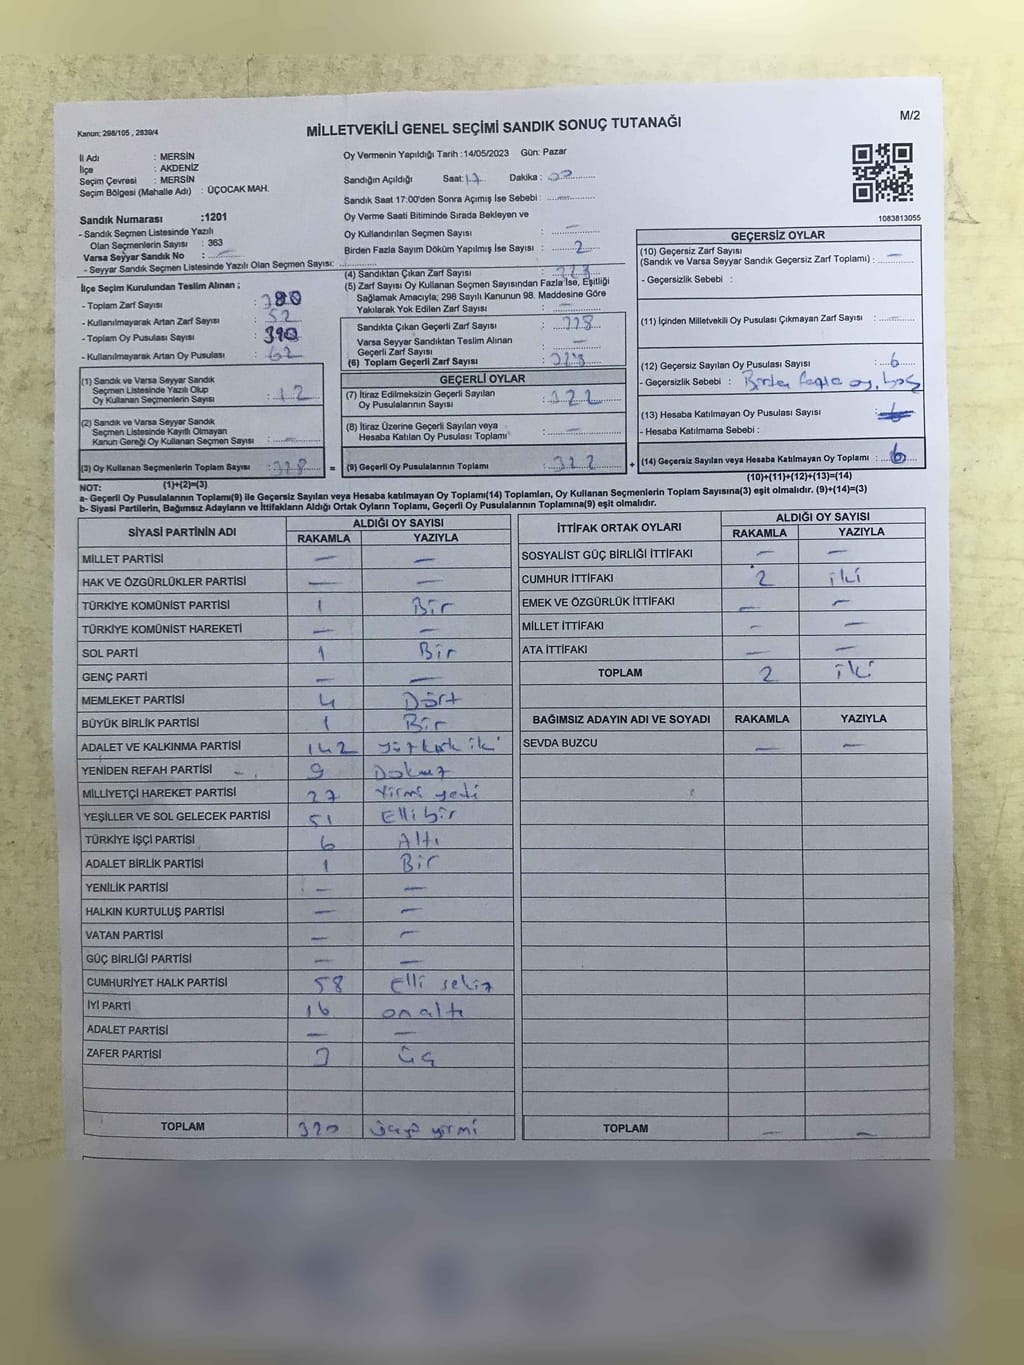 Kanun; 298/105 , 2839/4
MİLLETVEKİLİ GENEL SEÇİMİ SANDIK SONUÇ TUTANAĞI
M/2
İl Adı : MERSİN
İlçe : AKDENİZ
Seçim Çevresi : MERSİN
Seçim Bölgesi (Mahalle Adı) : ÜÇOCAK MAH.
Sandık Numarası :1201
- Sandık Seçmen Listesinde Yazılı
Olan Seçmenlerin Sayısı : 363
Varsa Seyyar Sandık No : —
- Seyyar Sandık Seçmen Listesinde Yazılı Olan Seçmen Sayısı:
İlçe Seçim Kurulundan Teslim Alınan ;
- Toplam Zarf Sayısı : 380
- Kullanılmayarak Artan Zarf Sayısı : 52
- Toplam Oy Pusulası Sayısı : 390
- Kullanılmayarak Artan Oy Pusulası : 62
(1) Sandık ve Varsa Seyyar Sandık
Seçmen Listesinde Yazılı Olup
Oy Kullanan Seçmenlerin Sayısı
(2) Sandık ve Varsa Seyyar Sandık
Seçmen Listesinde Kayıtlı Olmayan
Kanun Gereği Oy Kullanan Seçmen Sayısı : —
(3) Oy Kullanan Seçmenlerin Toplam Sayısı : 328
(1)+(2)=(3)
Oy Vermenin Yapıldığı Tarih :14/05/2023 Gün: Pazar
Sandığın Açıldığı Saat: 17 Dakika :
Sandık Saat 17:00'den Sonra Açımış İse Sebebi : —
Oy Verme Saati Bitiminde Sırada Bekleyen ve
Oy Kullandırılan Seçmen Sayısı : —
Birden Fazla Sayım Döküm Yapılmış İse Sayısı : 2
(4) Sandıktan Çıkan Zarf Sayısı : 328
(5) Zarf Sayısı Oy Kullanan Seçmen Sayısından Fazla İse, Eşitliği
Sağlamak Amacıyla; 298 Sayılı Kanunun 98. Maddesine Göre
Yakılarak Yok Edilen Zarf Sayısı : —
Sandıkta Çıkan Geçerli Zarf Sayısı : 328
Varsa Seyyar Sandıktan Teslim Alınan
Geçerli Zarf Sayısı : —
(6) Toplam Geçerli Zarf Sayısı : 328
GEÇERLİ OYLAR
(7) İtiraz Edilmeksizin Geçerli Sayılan
Oy Pusulalarının Sayısı : 322
(8) İtiraz Üzerine Geçerli Sayılan veya
Hesaba Katılan Oy Pusulası Toplamı : —
= (9) Geçerli Oy Pusulalarının Toplamı : 322 +
1083813055
GEÇERSİZ OYLAR
(10) Geçersiz Zarf Sayısı
(Sandık ve Varsa Seyyar Sandık Geçersiz Zarf Toplamı) : —
- Geçersizlik Sebebi :
(11) İçinden Milletvekili Oy Pusulası Çıkmayan Zarf Sayısı : —
(12) Geçersiz Sayılan Oy Pusulası Sayısı : 6
- Geçersizlik Sebebi : Birden fazla oy, boş
(13) Hesaba Katılmayan Oy Pusulası Sayısı
- Hesaba Katılmama Sebebi :
(14) Geçersiz Sayılan veya Hesaba Katılmayan Oy Toplamı : 6
(10)+(11)+(12)+(13)=(14)
NOT:
a- Geçerli Oy Pusulalarının Toplamı(9) ile Geçersiz Sayılan veya Hesaba katılmayan Oy Toplamı(14) Toplamları, Oy Kullanan Seçmenlerin Toplam Sayısına(3) eşit olmalıdır. (9)+(14)=(3)
b- Siyasi Partilerin, Bağımsız Adayların ve İttifakların Aldığı Ortak Oyların Toplamı, Geçerli Oy Pusulalarının Toplamına(9) eşit olmalıdır.
SİYASİ PARTİNİN ADI ALDIĞI OY SAYISI
RAKAMLA YAZIYLA
MİLLET PARTİSİ — —
HAK VE ÖZGÜRLÜKLER PARTİSİ — —
TÜRKİYE KOMÜNİST PARTİSİ 1 Bir
TÜRKİYE KOMÜNİST HAREKETİ — —
SOL PARTİ 1 Bir
GENÇ PARTİ — —
MEMLEKET PARTİSİ 4 Dört
BÜYÜK BİRLİK PARTİSİ 1 Bir
ADALET VE KALKINMA PARTİSİ 142 yüzkırk iki
YENİDEN REFAH PARTİSİ 9 Dokuz
MİLLİYETÇİ HAREKET PARTİSİ 27 Yirmi yedi
YEŞİLLER VE SOL GELECEK PARTİSİ 51 Elli bir
TÜRKİYE İŞÇİ PARTİSİ 6 Altı
ADALET BİRLİK PARTİSİ 1 Bir
YENİLİK PARTİSİ — —
HALKIN KURTULUŞ PARTİSİ — —
VATAN PARTİSİ — —
GÜÇ BİRLİĞİ PARTİSİ — —
CUMHURİYET HALK PARTİSİ 58 Elli sekiz
İYİ PARTİ 16 on altı
ADALET PARTİSİ — —
ZAFER PARTİSİ 3 üç
TOPLAM 320 üçyüz yirmi
İTTİFAK ORTAK OYLARI ALDIĞI OY SAYISI
RAKAMLA YAZIYLA
SOSYALİST GÜÇ BİRLİĞİ İTTİFAKI — —
CUMHUR İTTİFAKI 2 iki
EMEK VE ÖZGÜRLÜK İTTİFAKI — —
MİLLET İTTİFAKI — —
ATA İTTİFAKI — —
TOPLAM 2 iki
BAĞIMSIZ ADAYIN ADI VE SOYADI RAKAMLA YAZIYLA
SEVDA BUZCU — —
TOPLAM — —